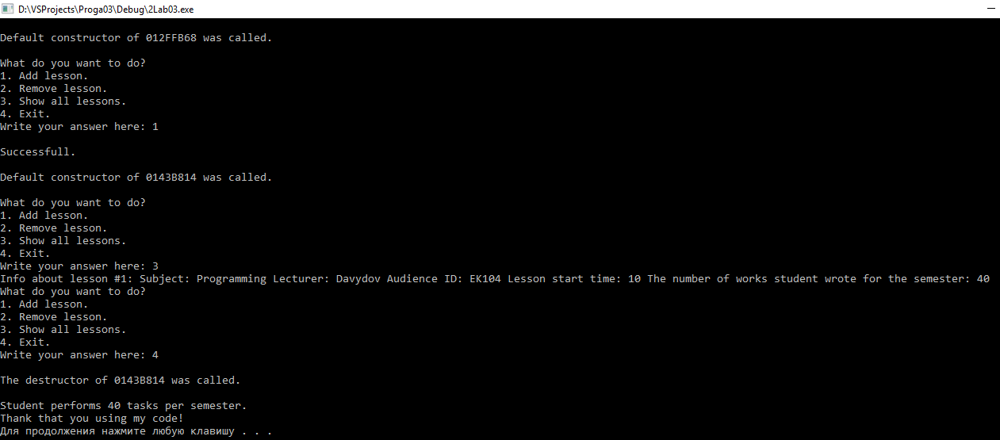 D:\VSProjects\Proga03\Debug\2Lab03.exe
Default constructor of 012FFB68 was called.
What do you want to do?
1. Add lesson.
2. Remove lesson.
3. Show all lessons.
4. Exit.
Write your answer here: 1
Successfull.
Default constructor of 0143B814 was called.
What do you want to do?
1. Add lesson.
2. Remove lesson.
3. Show all lessons.
4. Exit.
Write your answer here: 3
Info about lesson #1: Subject: Programming Lecturer: Davydov Audience ID: EK104 Lesson start time: 10 The number of works student wrote for the semester: 40
What do you want to do?
1. Add lesson.
2. Remove lesson.
3. Show all lessons.
4. Exit.
Write your answer here: 4
The destructor of 0143B814 was called.
Student performs 40 tasks per semester.
Thank that you using my code!
Для продолжения нажмите любую клавишу . . .